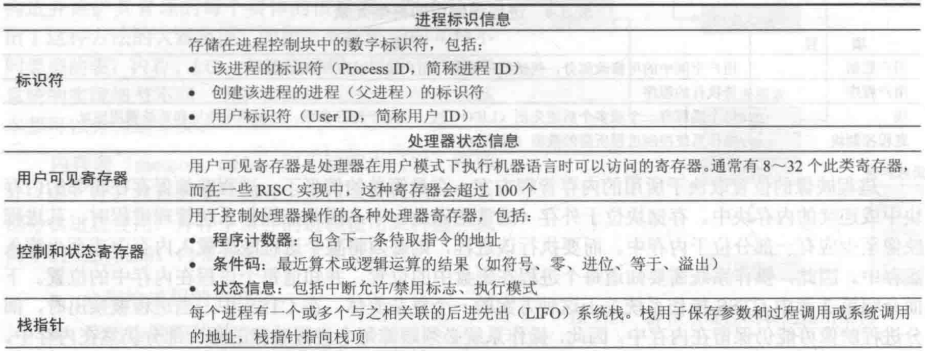 进程标识信息
标识符
存储在进程控制块中的数字标识符，包括：
● 该进程的标识符（Process ID，简称进程 ID）
● 创建该进程的进程（父进程）的标识符
● 用户标识符（User ID，简称用户 ID）
处理器状态信息
用户可见寄存器
用户可见寄存器是处理器在用户模式下执行机器语言时可以访问的寄存器。通常有 8～32 个此类寄存器，
而在一些 RISC 实现中，这种寄存器会超过 100 个
控制和状态寄存器
用于控制处理器操作的各种处理器寄存器，包括：
● 程序计数器：包含下一条待取指令的地址
条件码，最近算术或逻辑运算的结果（如符号、零、进位、等于、溢出）
状态信息：包括中断允许/禁用标志、执行模式
栈指针
每个进程有一个或多个与之相关联的后进先出（LIFO）系统栈。栈用于保存参数和过程调用或系统调用
的地址，栈指针指向栈顶